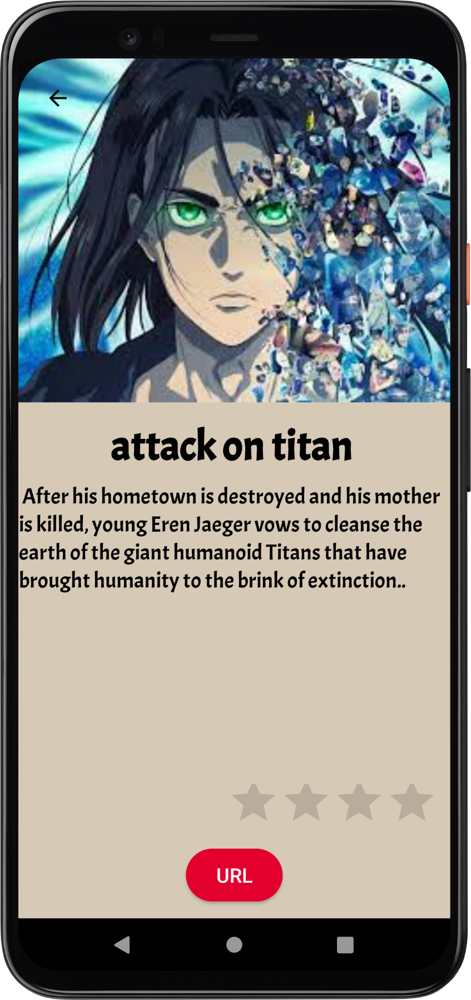 attack on titan
After his hometown is destroyed and his mother
is killed, young Eren Jaeger vows to cleanse the
earth of the giant humanoid Titans that have
brought humanity to the brink of extinction..
URL